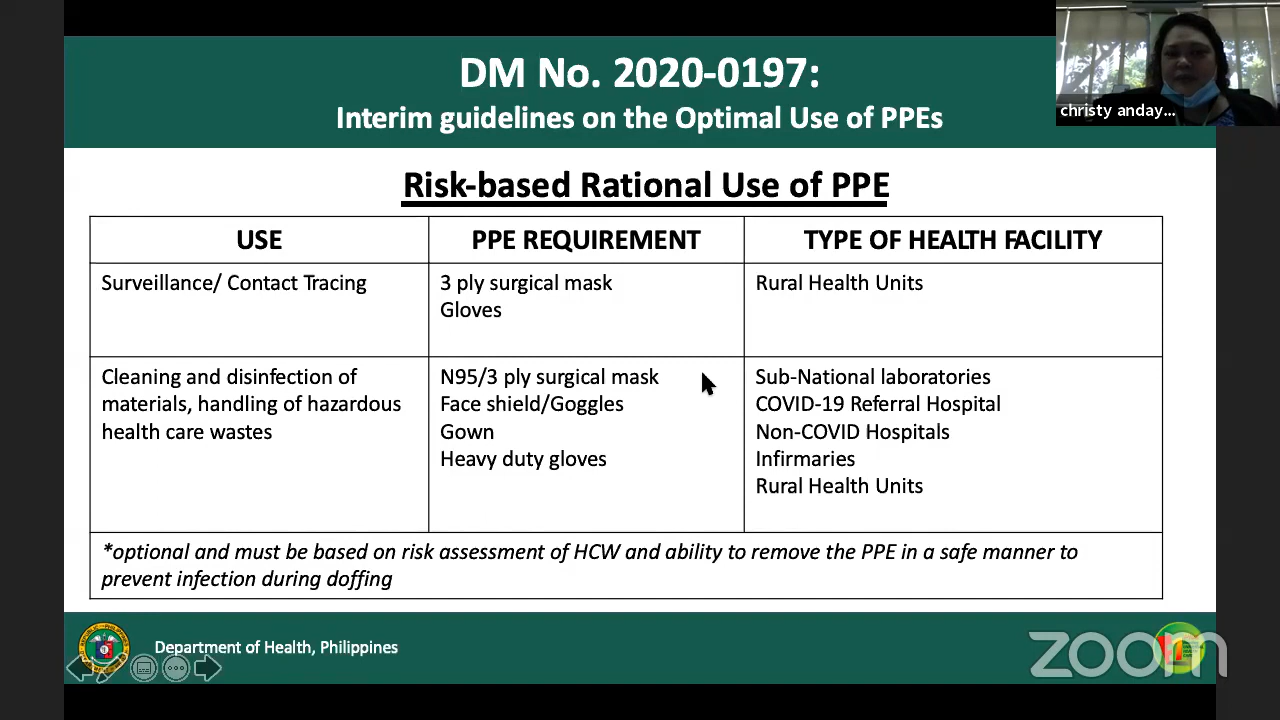 DM No. 2020-0197:
Interim guidelines on the Optimal Use of PPEs
christy anday...
Risk-based Rational Use of PPE
USE
PPE REQUIREMENT
TYPE OF HEALTH FACILITY
Surveillance/ Contact Tracing
3 ply surgical mask
Gloves
Rural Health Units
Cleaning and disinfection of
materials, handling of hazardous
health care wastes
N95/3 ply surgical mask
Face shield/Goggles
Gown
Heavy duty gloves
Sub-National laboratories
COVID-19 Referral Hospital
Non-COVID Hospitals
Infirmaries
Rural Health Units
*optional and must be based on risk assessment of HCW and ability to remove the PPE in a safe manner to
prevent infection during doffing
Department of Health, Philippines
zoom